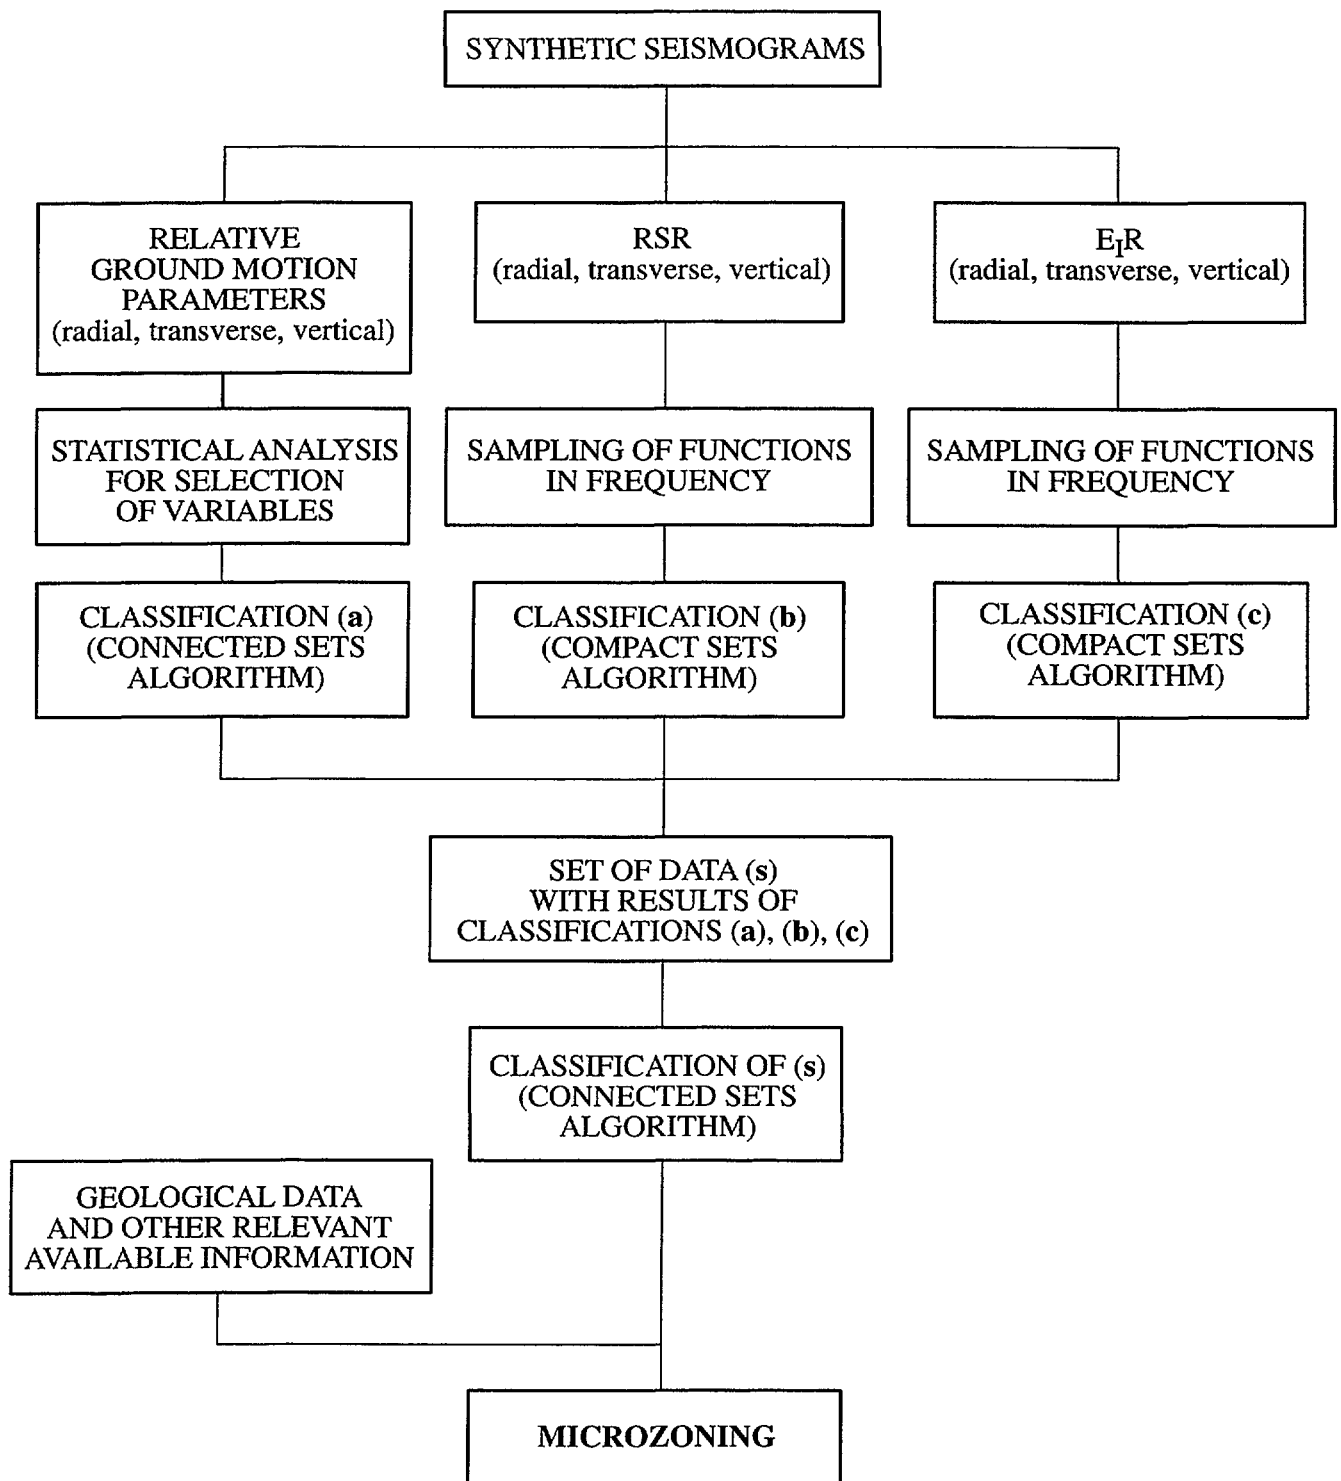 SYNTHETIC SEISMOGRAMS
RELATIVE
GROUND MOTION
PARAMETERS
(radial, transverse, vertical)
RSR
(radial, transverse, vertical)
EIR
(radial, transverse, vertical)
STATISTICAL ANALYSIS
FOR SELECTION
OF VARIABLES
SAMPLING OF FUNCTIONS
IN FREQUENCY
SAMPLING OF FUNCTIONS
IN FREQUENCY
CLASSIFICATION (a)
(CONNECTED SETS
ALGORITHM)
CLASSIFICATION (b)
(COMPACT SETS
ALGORITHM)
CLASSIFICATION (c)
(COMPACT SETS
ALGORITHM)
SET OF DATA (s)
WITH RESULTS OF
CLASSIFICATIONS (a), (b), (c)
CLASSIFICATION OF (s)
(CONNECTED SETS
ALGORITHM)
GEOLOGICAL DATA
AND OTHER RELEVANT
AVAILABLE INFORMATION
MICROZONING